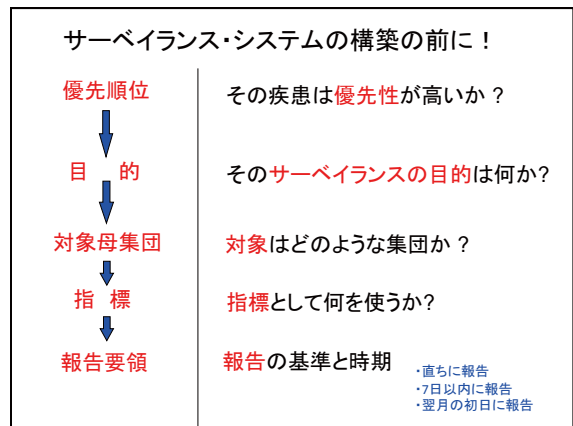 サーベイランス・システムの構築の前に！
優先順位 その疾患は優先性が高いか？
目　的 そのサーベイランスの目的は何か?
対象母集団 対象はどのような集団か？
指 標 指標として何を使うか?
報告要領 報告の基準と時期
・直ちに報告
・7日以内に報告
・翌月の初日に報告